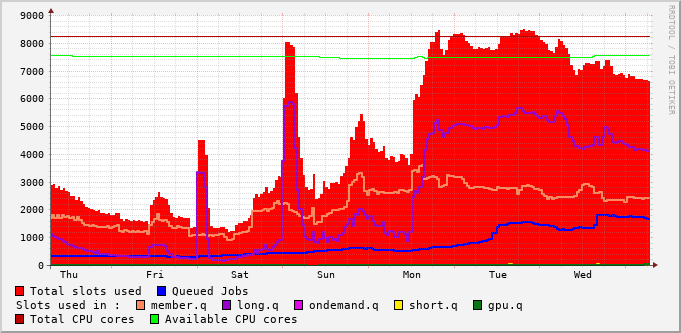 9000
8000
7000
6000
5000
4000
3000
2000
1000
0
Thu Fri Sat Sun Mon Tue Wed
RRDTOOL / TOBI OETIKER
Total slots used Queued Jobs
Slots used in : member.q long.q ondemand.q short.q gpu.q
Total CPU cores Available CPU cores